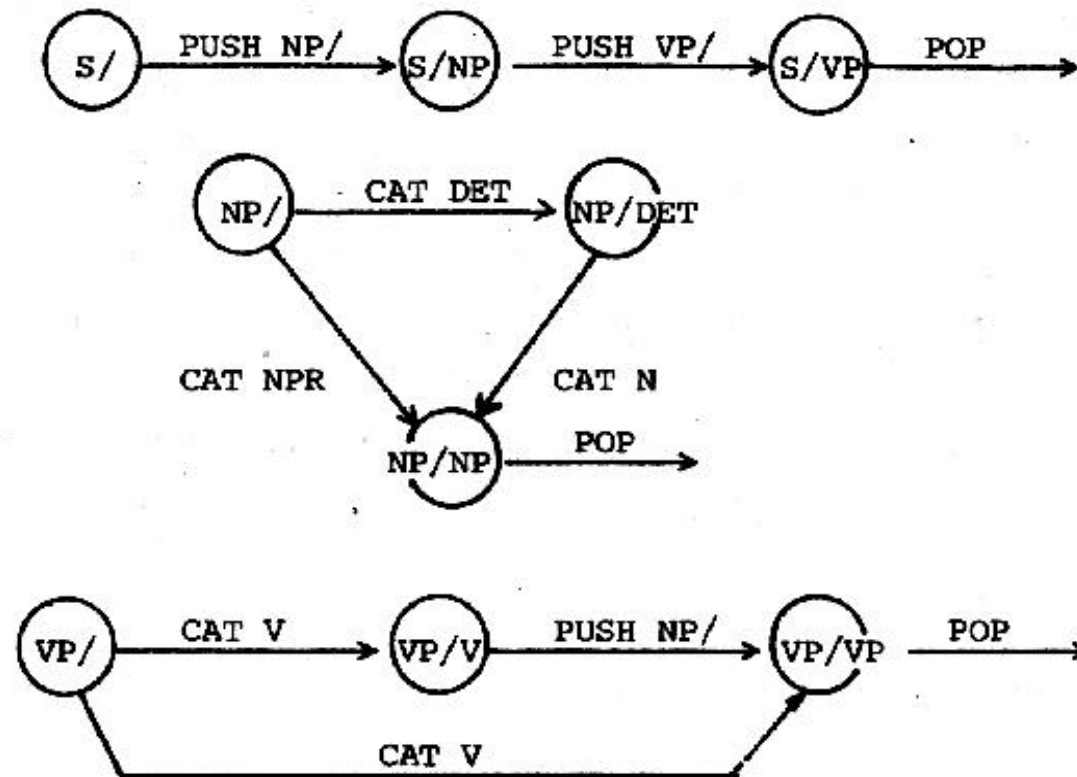 PUSH NP/ PUSH VP/ POP
S/ S/NP S/VP
CAT DET
NP/ NP/DET
CAT NPR CAT N
NP/NP POP
CAT V PUSH NP/ POP
VP/ VP/V VP/VP
CAT V